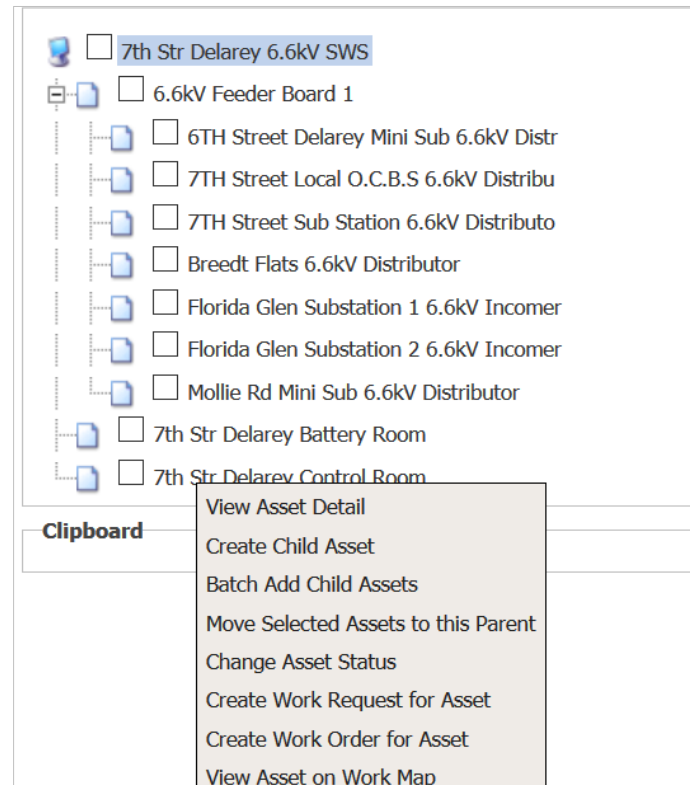 7th Str Delarey 6.6kV SWS
6.6kV Feeder Board 1
6TH Street Delarey Mini Sub 6.6kV Distr
7TH Street Local O.C.B.S 6.6kV Distribu
7TH Street Sub Station 6.6kV Distributo
Breedt Flats 6.6kV Distributor
Florida Glen Substation 1 6.6kV Incomer
Florida Glen Substation 2 6.6kV Incomer
Mollie Rd Mini Sub 6.6kV Distributor
7th Str Delarey Battery Room
7th Str Delarey Control Room
Clipboard
View Asset Detail
Create Child Asset
Batch Add Child Assets
Move Selected Assets to this Parent
Change Asset Status
Create Work Request for Asset
Create Work Order for Asset
View Asset on Work Map